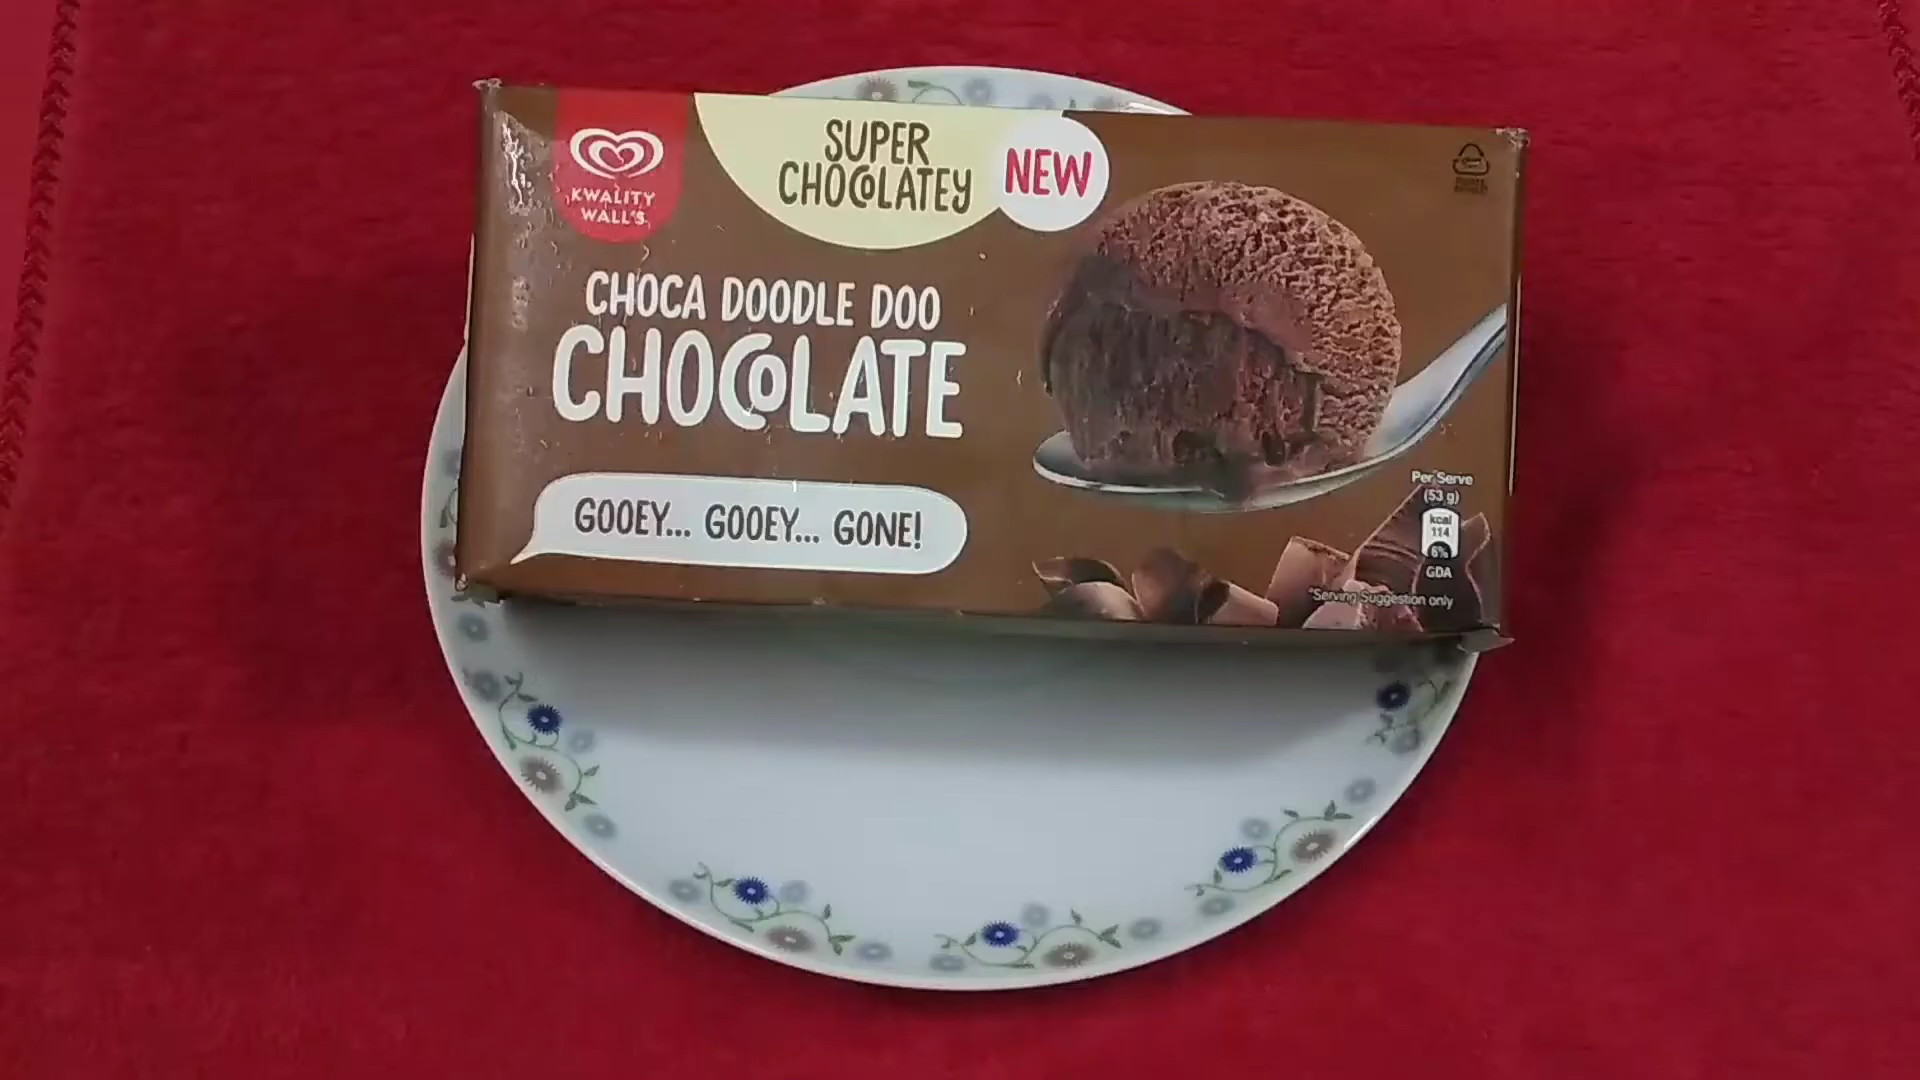 KWALITY
WALL'S
SUPER
CHOCOLATEY
NEW
CHOCA DOODLE DOO
CHOCOLATE
GOOEY... GOOEY... GONE!
Per Serve
(53 g)
kcal
114
6%
GDA
*Serving Suggestion only